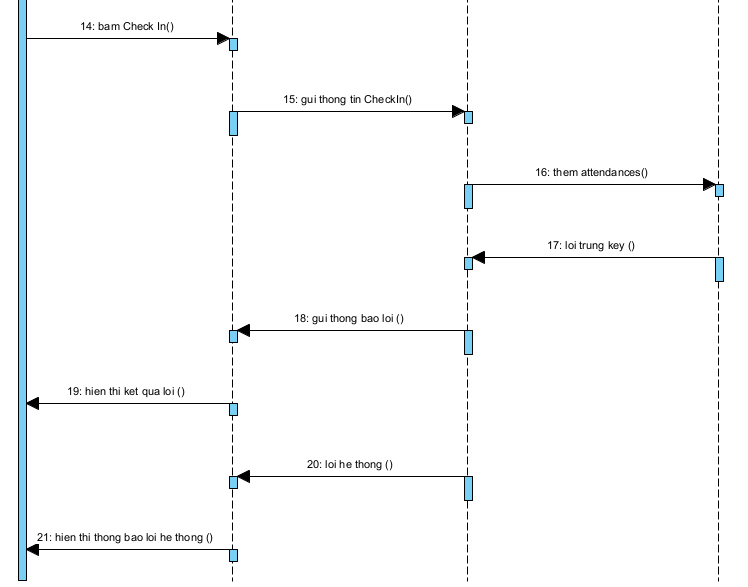 14: bam Check In()
15: gui thong tin CheckIn()
16: them attendances()
17: loi trung key ()
18: gui thong bao loi ()
19: hien thi ket qua loi ()
20: loi he thong ()
21: hien thi thong bao loi he thong ()